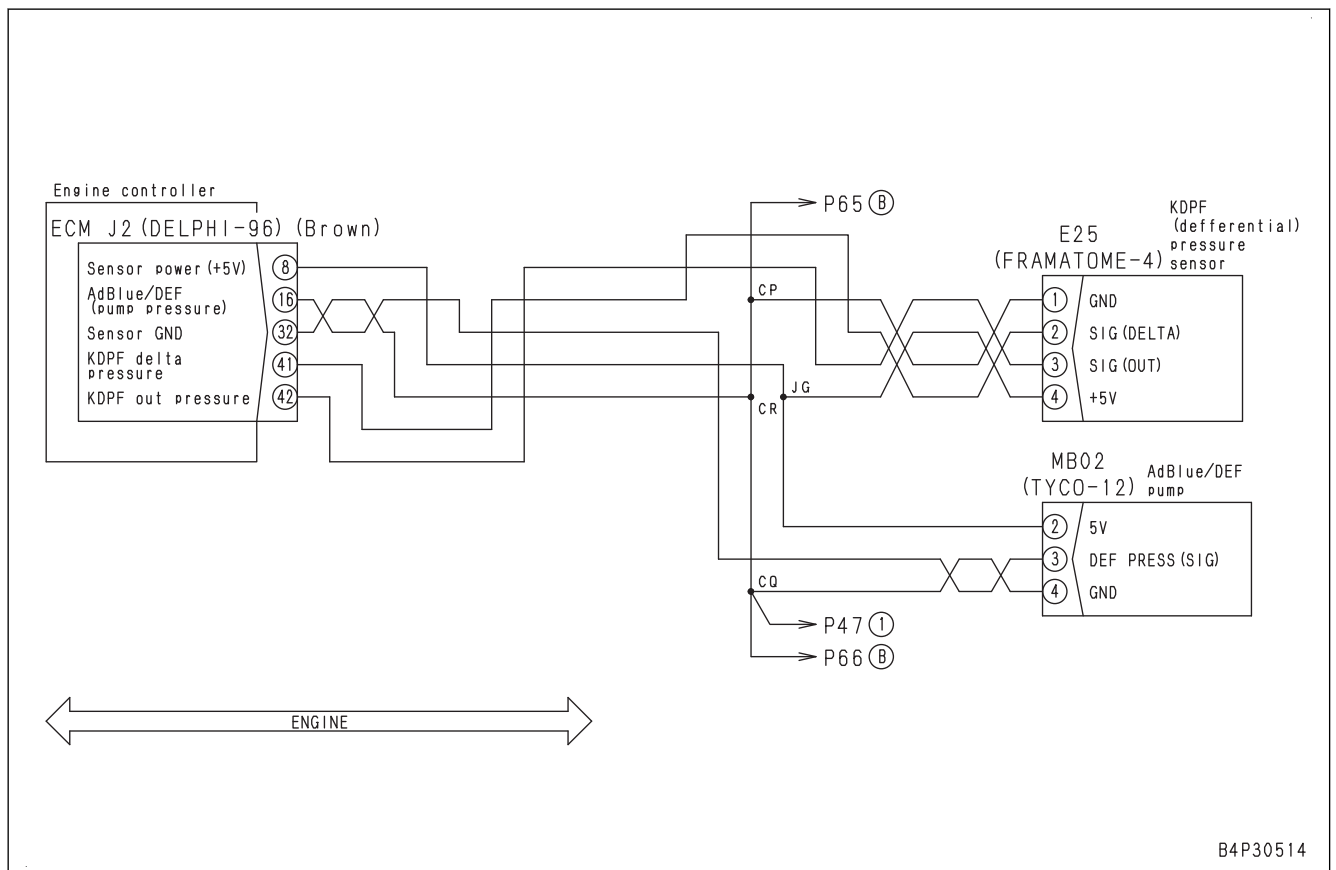 Engine controller
ECM J2(DELPHI-96)(Brown)
Sensor power(+5V)
8
AdBlue/DEF
(pump pressure)
16
Sensor GND
32
KDPF delta
pressure
41
KDPF out pressure
42
P65 B
CP
JG
CR
CQ
P47 1
P66 B
KDPF
(defferential)
pressure
sensor
E25
(FRAMATOME-4)
1 GND
2 SIG(DELTA)
3 SIG(OUT)
4 +5V
MB02
(TYCO-12)
AdBlue/DEF
pump
2 5V
3 DEF PRESS(SIG)
4 GND
ENGINE
B4P30514